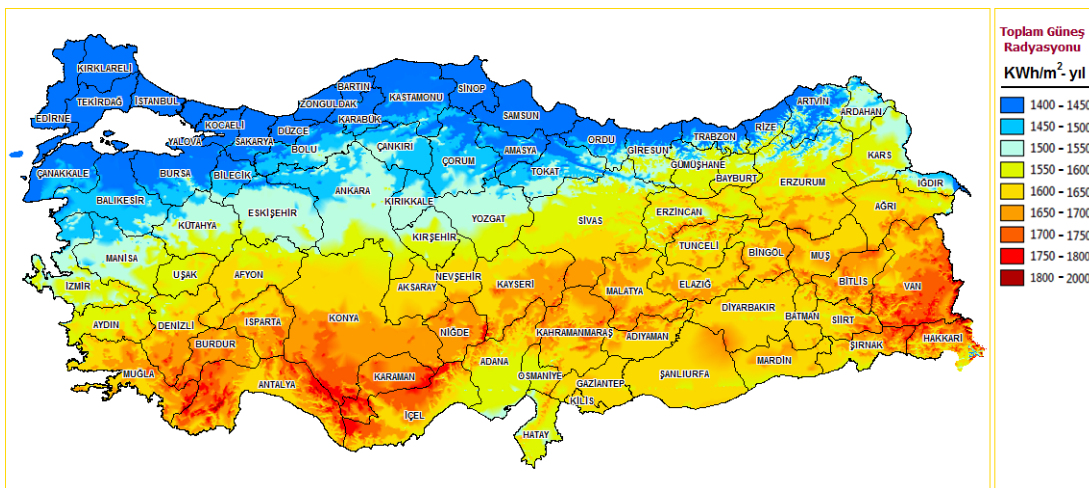 KIRKLARELİ
TEKİRDAĞ
İSTANBUL
EDİRNE
KOCAELİ
YALOVA
SAKARYA
DÜZCE
BOLU
ZONGULDAK
BARTIN
KARABÜK
KASTAMONU
SİNOP
SAMSUN
ÇANKIRI
ÇORUM
AMASYA
TOKAT
ORDU
GİRESUN
TRABZON
RİZE
ARTVİN
ARDAHAN
GÜMÜŞHANE
BAYBURT
ERZURUM
KARS
IĞDIR
AĞRI
ÇANAKKALE
BURSA
BİLECİK
BALIKEŞİR
KÜTAHYA
ESKİŞEHİR
ANKARA
KIRIKKALE
YOZGAT
KIRŞEHİR
SİVAS
ERZİNCAN
TUNCELİ
BİNGÖL
MUŞ
BİTLİS
VAN
MANİSA
İZMİR
UŞAK
AFYON
AKSARAY
NEVŞEHİR
KAYSERİ
MALATYA
ELAZIĞ
DİYARBAKIR
BATMAN
SİİRT
ŞIRNAK
HAKKARİ
AYDIN
DENİZLİ
ISPARTA
BURDUR
KONYA
NİĞDE
KAHRAMANMARAŞ
ADIYAMAN
MARDİN
MUĞLA
ANTALYA
KARAMAN
İÇEL
ADANA
OSMANİYE
GAZİANTEP
KİLİS
ŞANLIURFA
HATAY
Toplam Güneş
Radyasyonu
KWh/m²- yıl
1400 - 1450
1450 - 1500
1500 - 1550
1550 - 1600
1600 - 1650
1650 - 1700
1700 - 1750
1750 - 1800
1800 - 2000